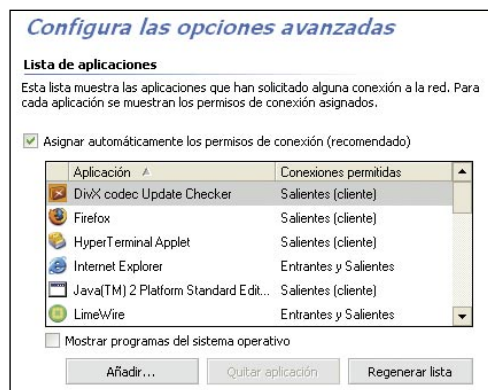 Configura las opciones avanzadas
Lista de aplicaciones
Esta lista muestra las aplicaciones que han solicitado alguna conexión a la red. Para
cada aplicación se muestran los permisos de conexión asignados.
Asignar automáticamente los permisos de conexión (recomendado)
Aplicación Conexiones permitidas
DivX codec Update Checker Salientes (cliente)
Firefox Salientes (cliente)
HyperTerminal Applet Salientes (cliente)
Internet Explorer Entrantes y Salientes
Java(TM) 2 Platform Standard Edit... Salientes (cliente)
LimeWire Entrantes y Salientes
Mostrar programas del sistema operativo
Añadir... Quitar aplicación Regenerar lista